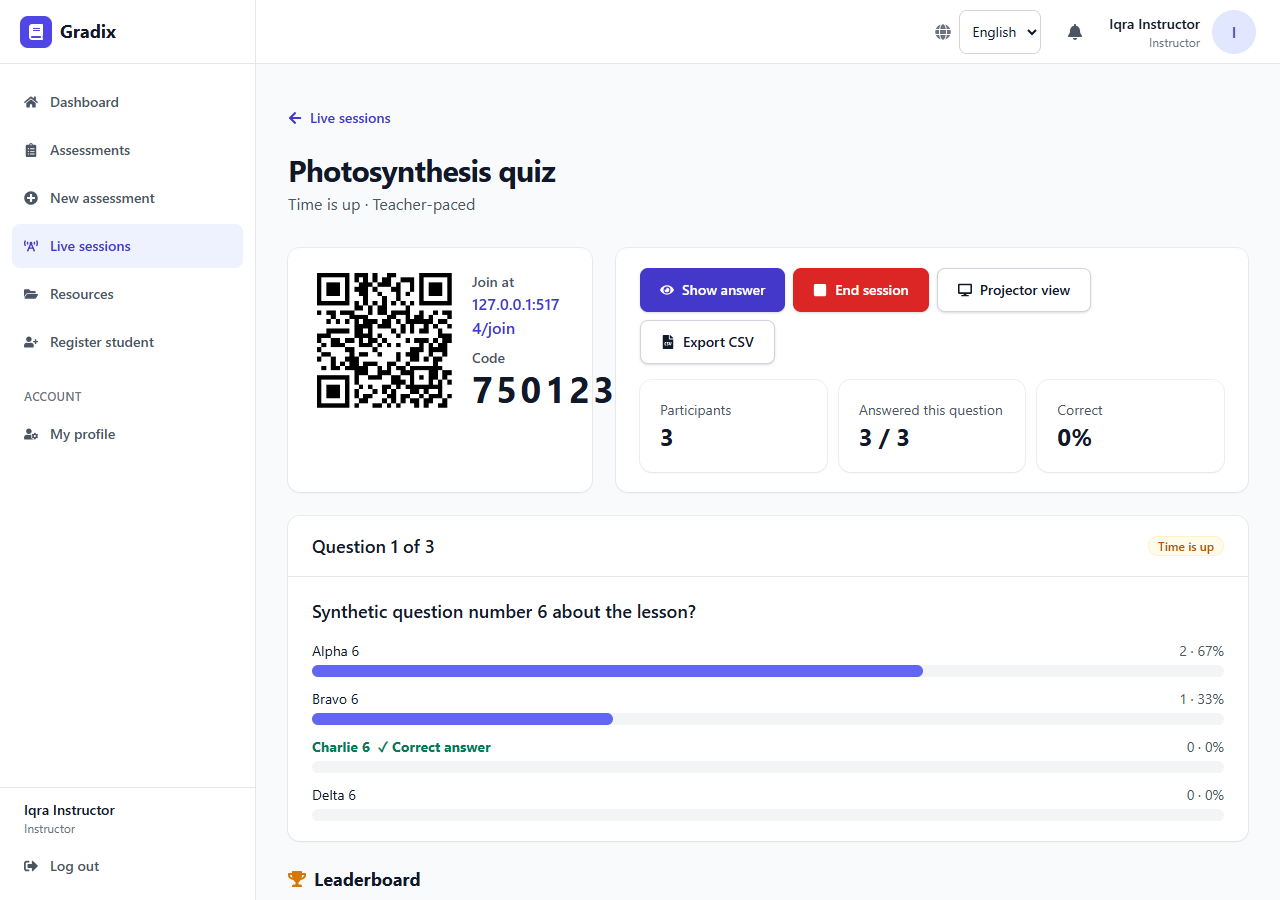 Gradix
English
Iqra Instructor
Instructor
I
Dashboard
Assessments
New assessment
Live sessions
Resources
Register student
ACCOUNT
My profile
Iqra Instructor
Instructor
Log out
Live sessions
Photosynthesis quiz
Time is up · Teacher-paced
Join at
127.0.0.1:517
4/join
Code
750123
Show answer
End session
Projector view
Export CSV
Participants
3
Answered this question
3 / 3
Correct
0%
Question 1 of 3
Time is up
Synthetic question number 6 about the lesson?
Alpha 6 2 · 67%
Bravo 6 1 · 33%
Charlie 6 ✓ Correct answer 0 · 0%
Delta 6 0 · 0%
Leaderboard